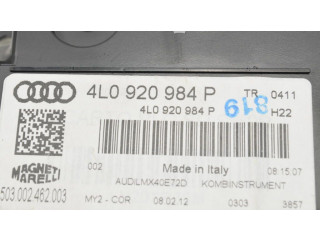 4L0 920 984 P TR 0411
4L0 920 984 P 819 H22
002 Made in Italy 08:15:07
MAGNETI AUDILMX40E72D KOMBIINSTRUMENT
MARELLI
503 002 462 003 MY2 - COR 08.02.12 0303 3857